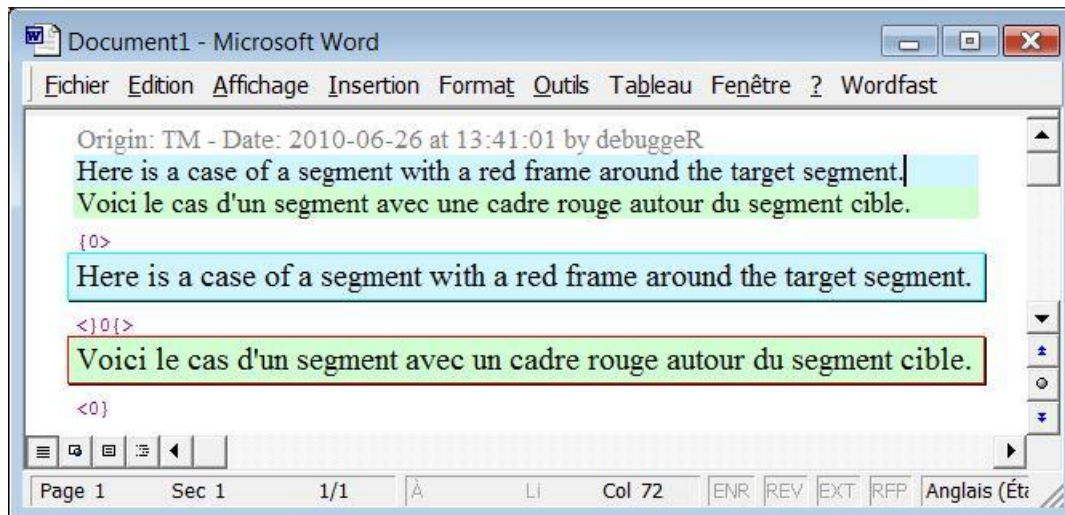 Document1 - Microsoft Word
Fichier Edition Affichage Insertion Format Outils Tableau Fenêtre ? Wordfast
Origin: TM - Date: 2010-06-26 at 13:41:01 by debuggeR
Here is a case of a segment with a red frame around the target segment.
Voici le cas d'un segment avec une cadre rouge autour du segment cible.
{0>
Here is a case of a segment with a red frame around the target segment.
<}0{>
Voici le cas d'un segment avec un cadre rouge autour du segment cible.
<0}
Page 1 Sec 1 1/1 À Li Col 72 ENR REV EXT RFP Anglais (Éta